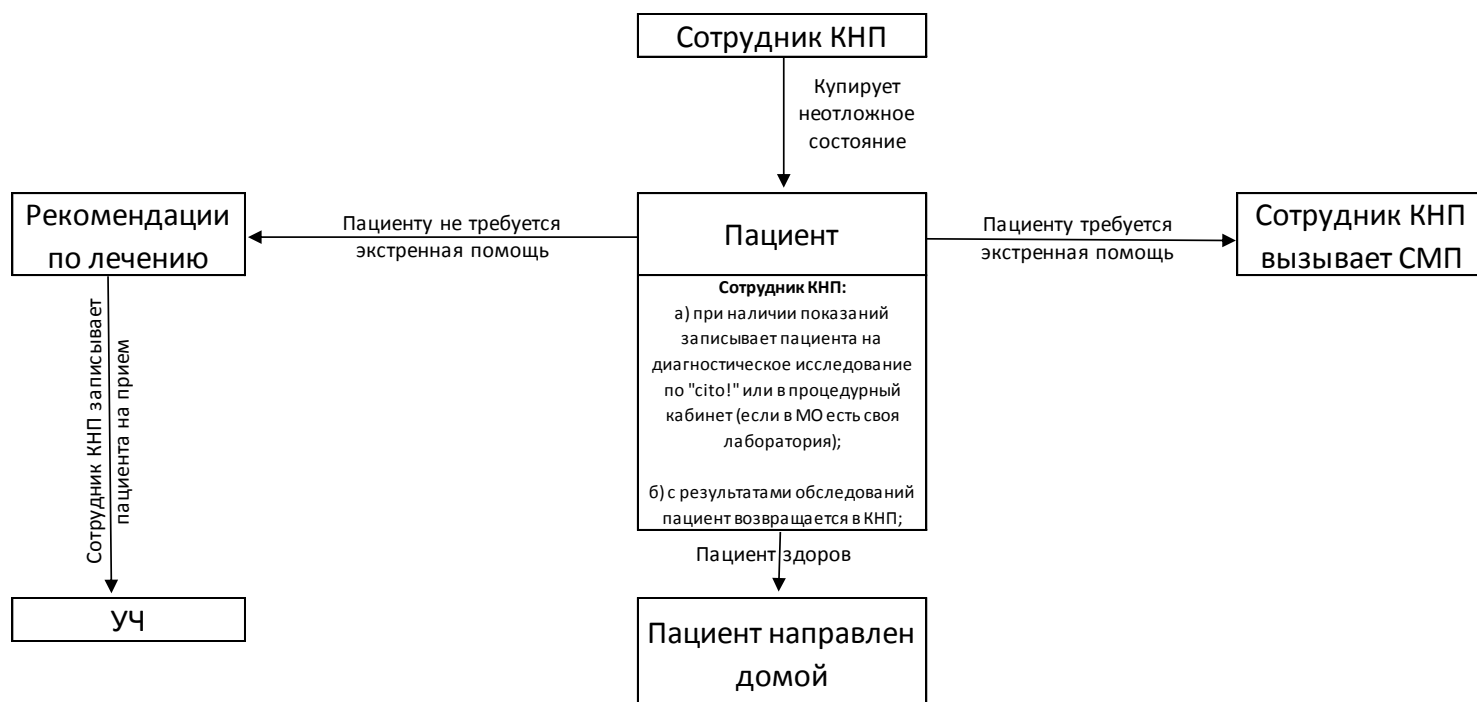 Сотрудник КНП
Купирует
неотложное
состояние
Рекомендации
по лечению
Пациенту не требуется
экстренная помощь
Пациент
Пациенту требуется
экстренная помощь
Сотрудник КНП
вызывает СМП
Сотрудник КНП:
а) при наличии показаний
записывает пациента на
диагностическое исследование
по "cito!" или в процедурный
кабинет (если в МО есть своя
лаборатория);
б) с результатами обследований
пациент возвращается в КНП;
Сотрудник КНП записывает
пациента на прием
Пациент здоров
УЧ
Пациент направлен
домой